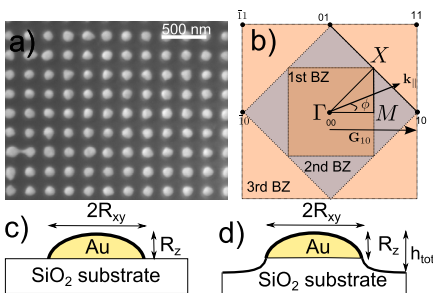 a)
500 nm
b)
1̄1
01
11
X
1st BZ
k∥
ϕ
Γ
M
1̄0
00
10
G₁₀
2nd BZ
3rd BZ
c)
2Rxy
Au
Rz
SiO₂ substrate
d)
2Rxy
Au
Rz
htot
SiO₂ substrate